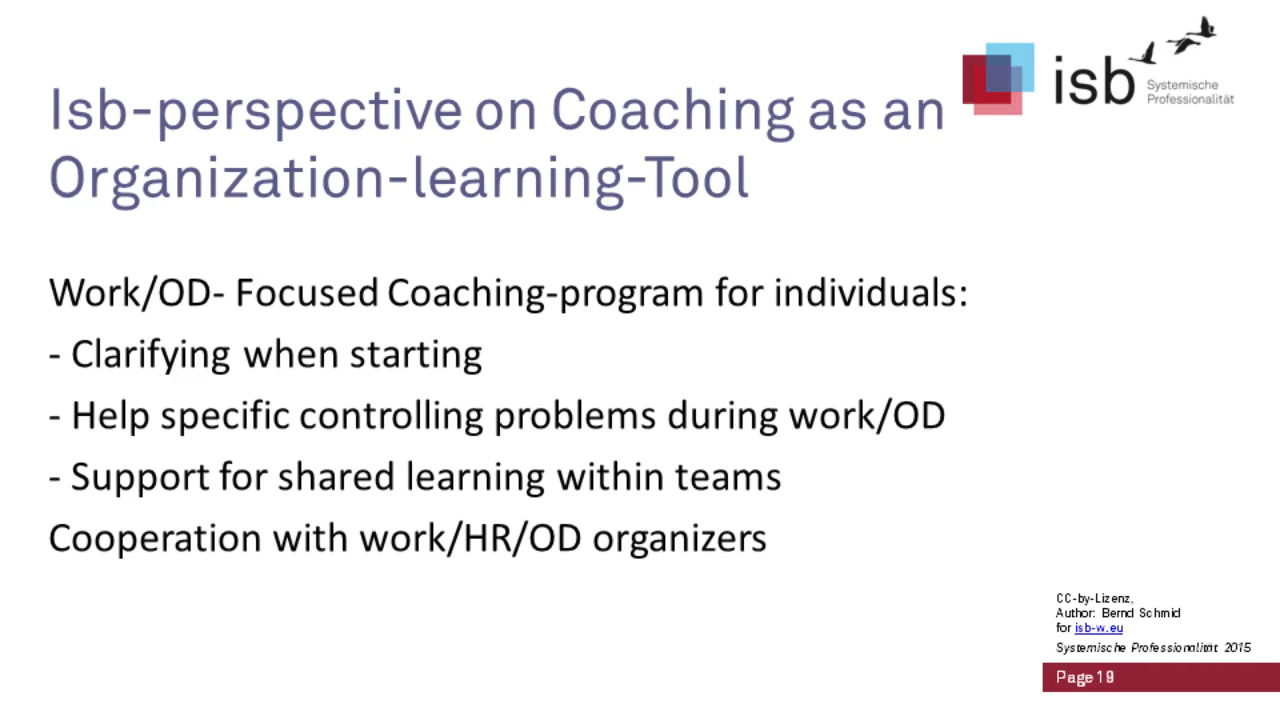 Isb-perspective on Coaching as an
Organization-learning-Tool
isb
Systemische
Professionalität
Work/OD- Focused Coaching-program for individuals:
- Clarifying when starting
- Help specific controlling problems during work/OD
- Support for shared learning within teams
Cooperation with work/HR/OD organizers
CC-by-Lizenz,
Author: Bernd Schmid
for isb-w.eu
Systemische Professionalität 2015
Page 19